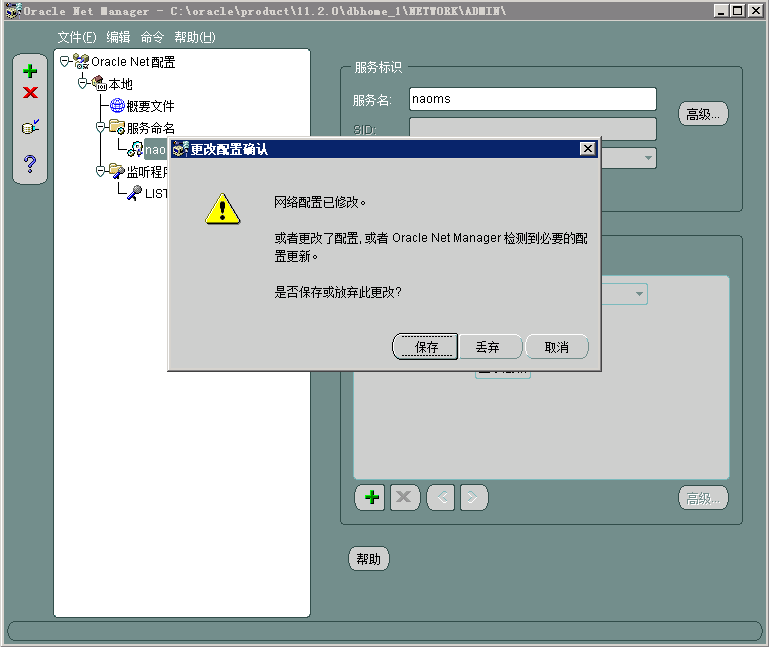 Oracle Net Manager - C:\oracle\product\11.2.0\dbhome_1\NETWORK\ADMIN\
文件(F) 编辑 命令 帮助(H)
Oracle Net 配置
本地
概要文件
服务命名
nao
监听程序
LIST
服务标识
服务名:
naoms
SID:
高级...
更改配置确认
网络配置已修改。
或者更改了配置, 或者 Oracle Net Manager 检测到必要的配
置更新。
是否保存或放弃此更改?
保存
丢弃
取消
高级...
帮助